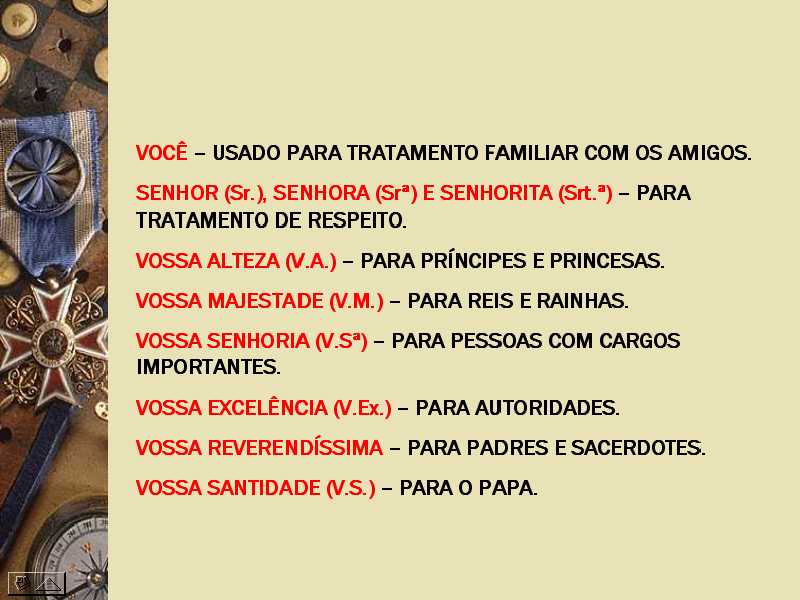 VOCÊ – USADO PARA TRATAMENTO FAMILIAR COM OS AMIGOS.
SENHOR (Sr.), SENHORA (Srª) E SENHORITA (Srt.ª) – PARA
TRATAMENTO DE RESPEITO.
VOSSA ALTEZA (V.A.) – PARA PRÍNCIPES E PRINCESAS.
VOSSA MAJESTADE (V.M.) – PARA REIS E RAINHAS.
VOSSA SENHORIA (V.Sª) – PARA PESSOAS COM CARGOS
IMPORTANTES.
VOSSA EXCELÊNCIA (V.Ex.) – PARA AUTORIDADES.
VOSSA REVERENDÍSSIMA – PARA PADRES E SACERDOTES.
VOSSA SANTIDADE (V.S.) – PARA O PAPA.